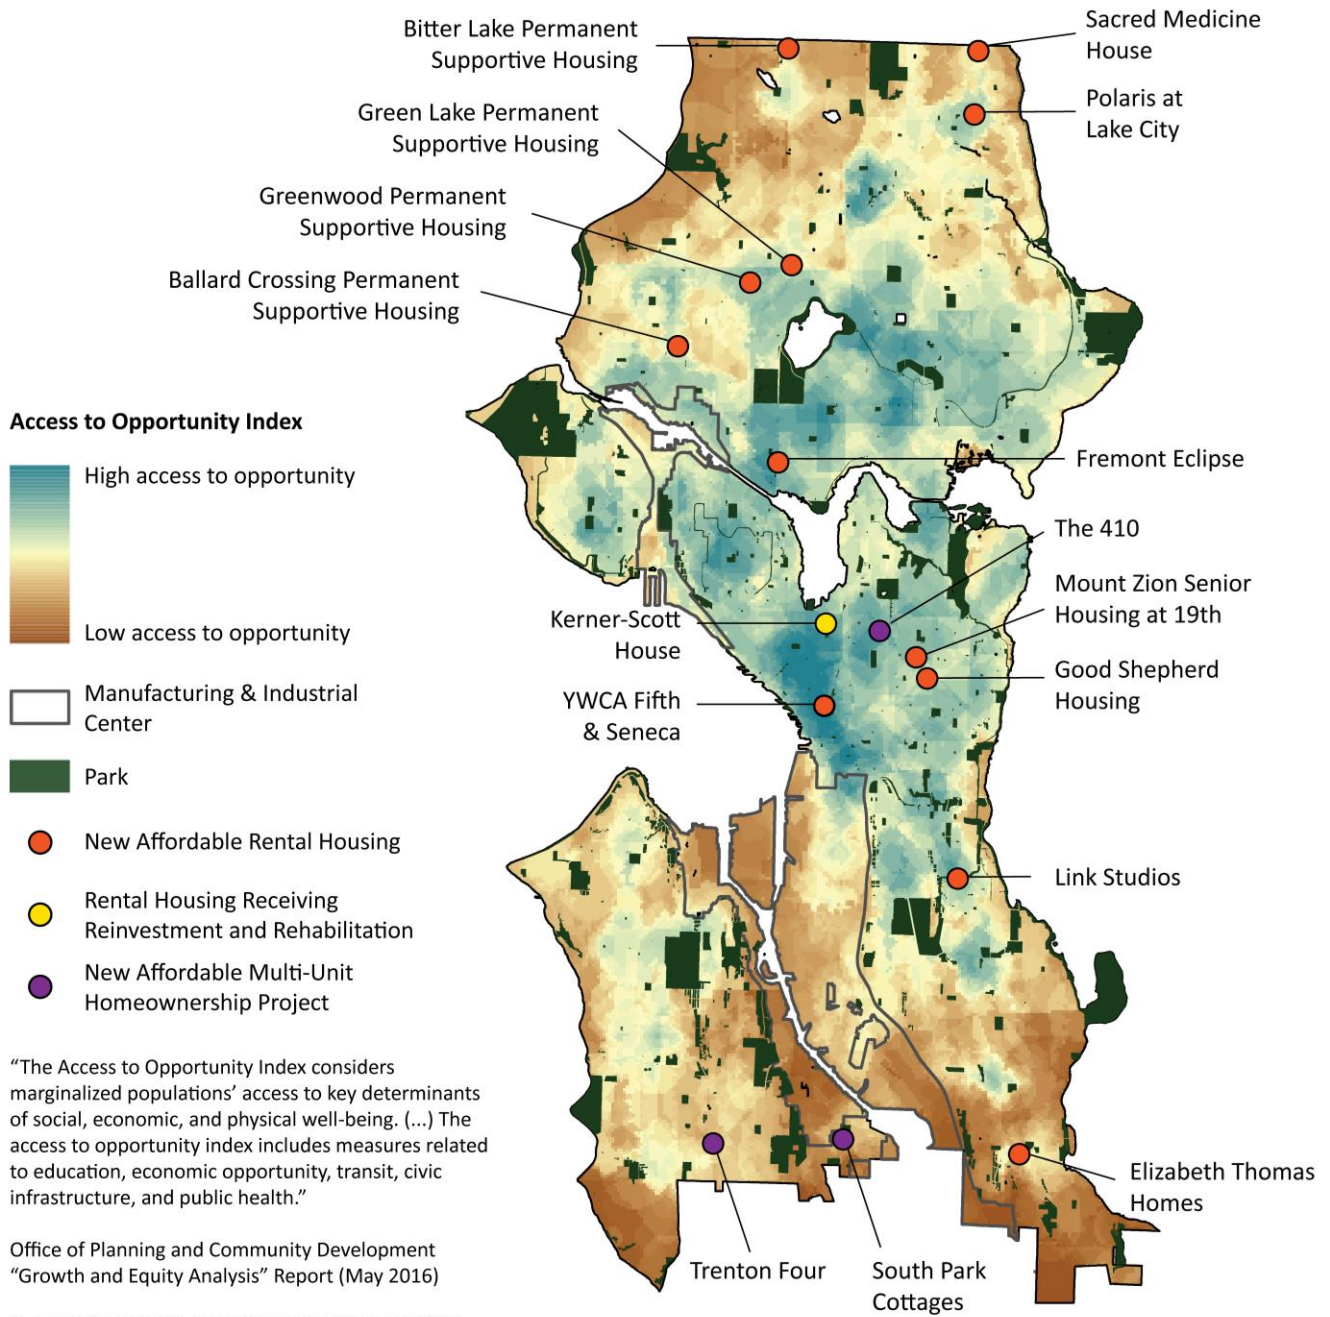 Bitter Lake Permanent
Supportive Housing
Sacred Medicine
House
Green Lake Permanent
Supportive Housing
Polaris at
Lake City
Greenwood Permanent
Supportive Housing
Ballard Crossing Permanent
Supportive Housing
Access to Opportunity Index
High access to opportunity
Low access to opportunity
Manufacturing & Industrial
Center
Park
New Affordable Rental Housing
Rental Housing Receiving
Reinvestment and Rehabilitation
New Affordable Multi-Unit
Homeownership Project
Fremont Eclipse
The 410
Mount Zion Senior
Housing at 19th
Kerner-Scott
House
Good Shepherd
Housing
YWCA Fifth
& Seneca
Link Studios
Elizabeth Thomas
Homes
Trenton Four
South Park
Cottages
“The Access to Opportunity Index considers
marginalized populations’ access to key determinants
of social, economic, and physical well-being. (...) The
access to opportunity index includes measures related
to education, economic opportunity, transit, civic
infrastructure, and public health.”
Office of Planning and Community Development
“Growth and Equity Analysis” Report (May 2016)